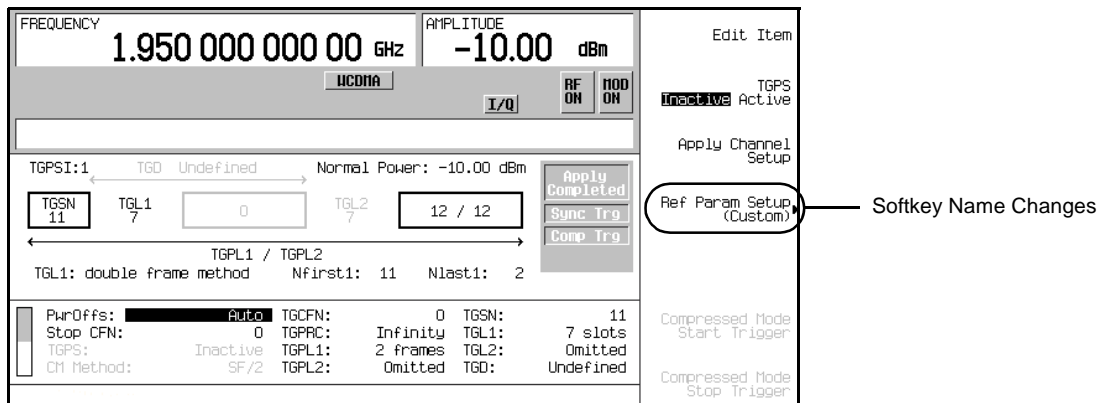 FREQUENCY
1.950 000 000 00 GHz
AMPLITUDE
-10.00 dBm
WCDMA
I/Q
RF ON
MOD ON
TGPSI:1 TGD Undefined Normal Power: -10.00 dBm
TGSN 11
TGL1 7
0
TGL2 7
12 / 12
Apply Completed
Sync Trg
Comp Trg
TGPL1 / TGPL2
TGL1: double frame method Nfirst1: 11 Nlast1: 2
PwrOffs: Auto TGCFN: 0 TGSN: 11
Stop CFN: 0 TGPRC: Infinity TGL1: 7 slots
TGPS: Inactive TGPL1: 2 frames TGL2: Omitted
CM Method: SF/2 TGPL2: Omitted TGD: Undefined
Edit Item
TGPS
Inactive Active
Apply Channel
Setup
Ref Param Setup
(Custom)
Compressed Mode
Start Trigger
Compressed Mode
Stop Trigger
Softkey Name Changes